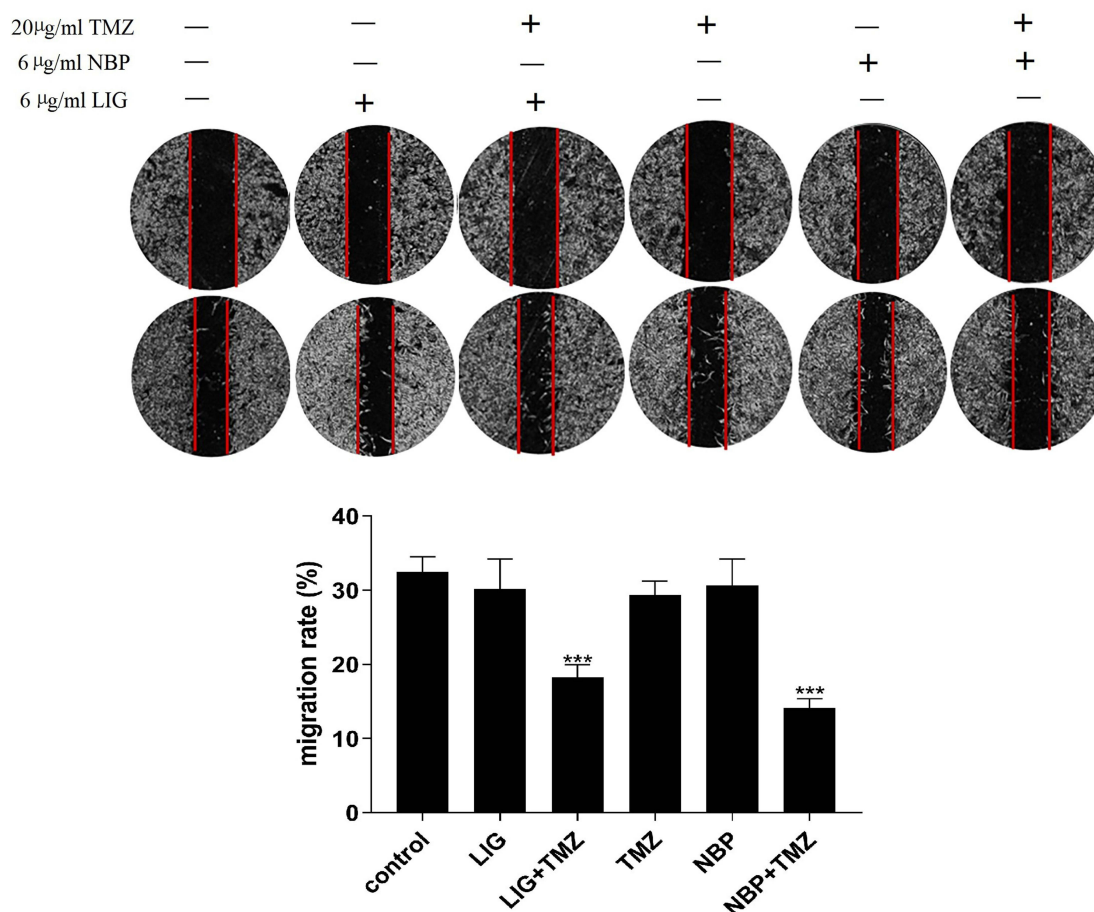 20μg/ml TMZ — — + + — +
6 μg/ml NBP — — — — + +
6 μg/ml LIG — + + — — —
40
30
20
10
0
migration rate (%)
***
***
control
LIG
LIG+TMZ
TMZ
NBP
NBP+TMZ